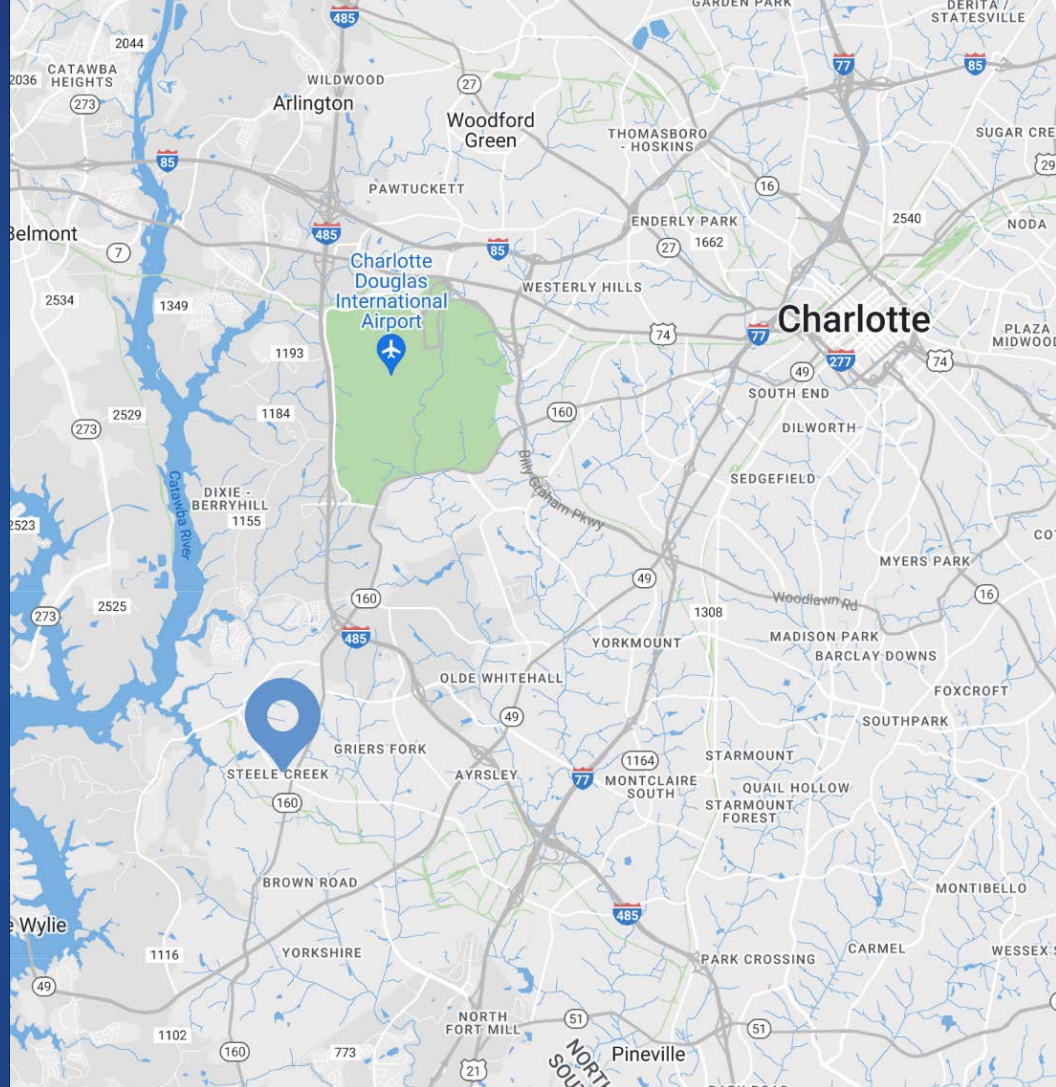 GARDEN PARK
DERITA /
STATESVILLE
485
2044
2036
CATAWBA
HEIGHTS
273
WILDWOOD
27
77
85
Arlington
Woodford
Green
THOMASBORO
- HOSKINS
SUGAR CRE
29
85
PAWTUCKETT
16
Belmont
7
485
85
ENDERLY PARK
27
1662
2540
NODA
Charlotte
Douglas
International
Airport
WESTERLY HILLS
2534
1349
74
77
Charlotte
277
PLAZA
MIDWOOD
74
1193
49
SOUTH END
2529
1184
160
DILWORTH
273
Billy Graham Pkwy
SEDGEFIELD
Catawba River
DIXIE -
BERRYHILL
1155
2523
COT
MYERS PARK
2525
273
160
49
1308
Woodlawn Rd
16
485
YORKMOUNT
MADISON PARK
BARCLAY DOWNS
OLDE WHITEHALL
FOXCROFT
49
SOUTHPARK
GRIERS FORK
STEELE CREEK
AYRSLEY
77
1164
MONTCLAIRE
SOUTH
STARMOUNT
QUAIL HOLLOW
STARMOUNT
FOREST
160
BROWN ROAD
MONTIBELLO
485
e Wylie
YORKSHIRE
1116
PARK CROSSING
CARMEL
WESSEX S
49
NORTH
FORT MILL
51
51
1102
160
773
21
NORTH
SOUT
Pineville
PARK ROAD